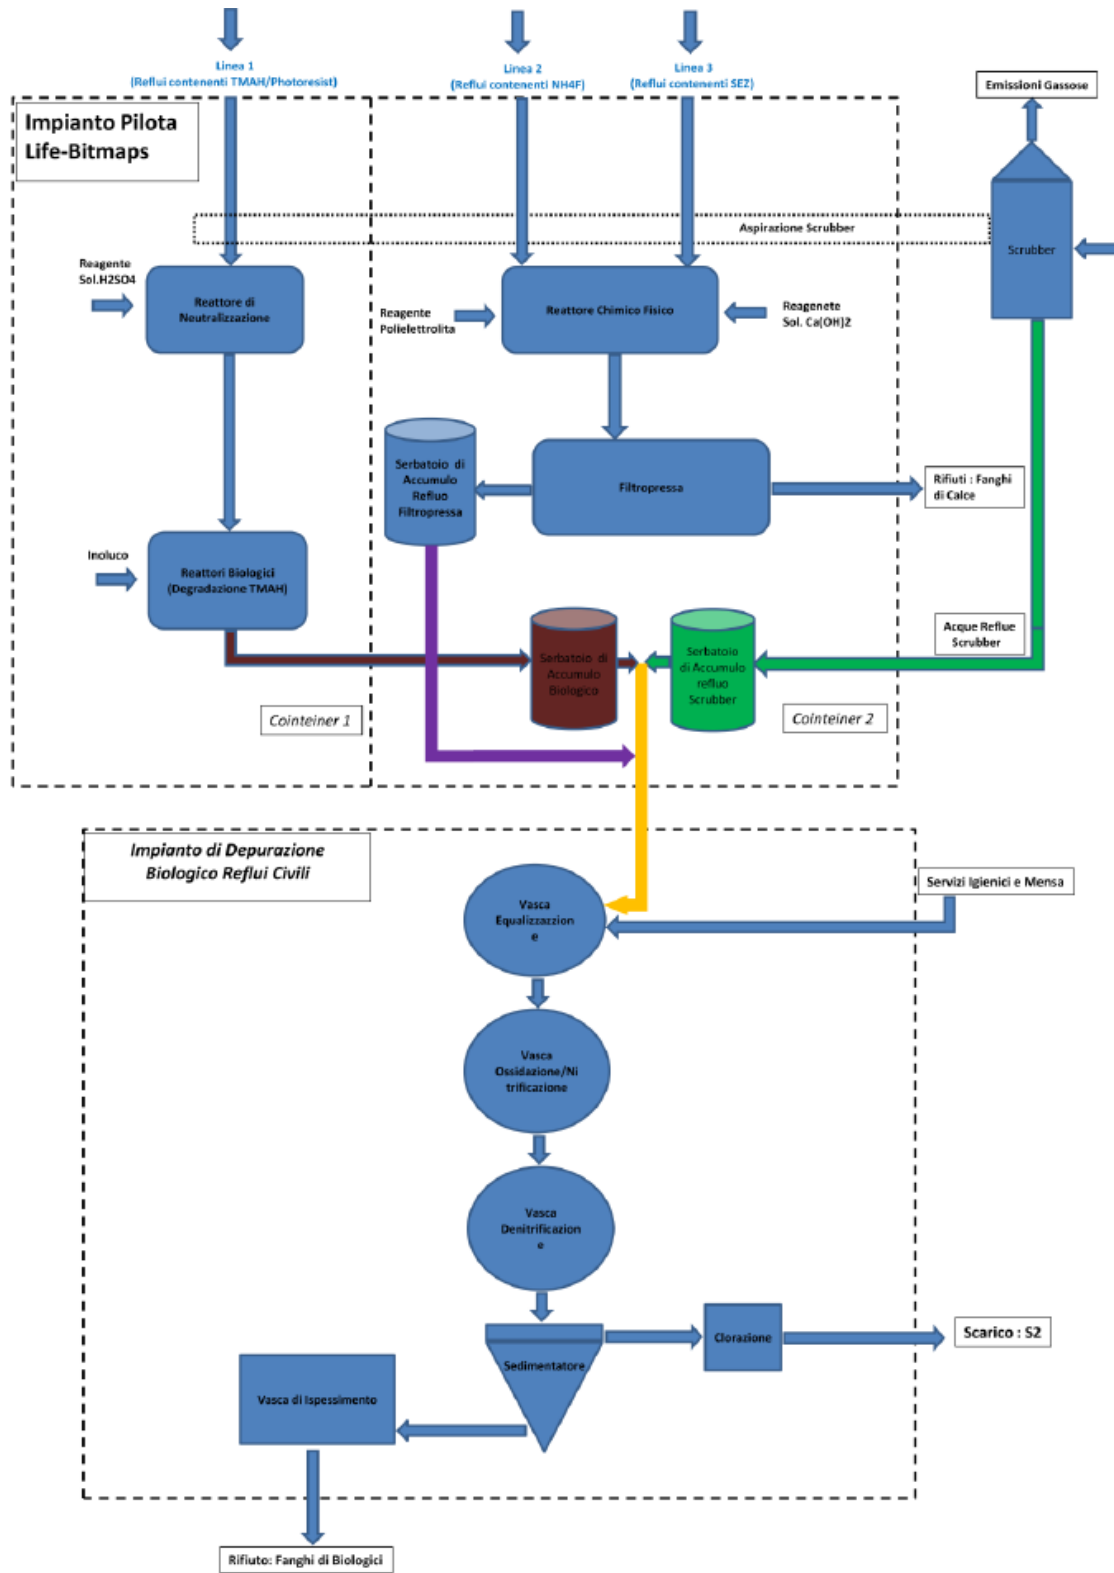 Linea 1
(Reflui contenenti TMAH/Photoresist)
Linea 2
(Reflui contenenti NH4F)
Linea 3
(Reflui contenenti SEZ)
Emissioni Gassose
Impianto Pilota
Life-Bitmaps
Aspirazione Scrubber
Scrubber
Reagente
Sol.H2SO4
Reattore di
Neutralizzazione
Reagente
Polielettrolita
Reattore Chimico Fisico
Reagenete
Sol. Ca(OH)2
Serbatoio di
Accumulo
Refluo
Filtropressa
Filtropressa
Rifiuti : Fanghi
di Calce
Inoluco
Reattori Biologici
(Degradazione TMAH)
Acque Reflue
Scrubber
Serbatoio di
Accumulo
Biologico
Serbatoio
di Accumulo
refluo
Scrubber
Cointeiner 1
Cointeiner 2
Impianto di Depurazione
Biologico Reflui Civili
Servizi Igienici e Mensa
Vasca
Equalizzazzion
e
Vasca
Ossidazione/Ni
trificazione
Vasca
Denitrificazion
e
Sedimentatore
Clorazione
Scarico : S2
Vasca di Ispessimento
Rifiuto: Fanghi di Biologici